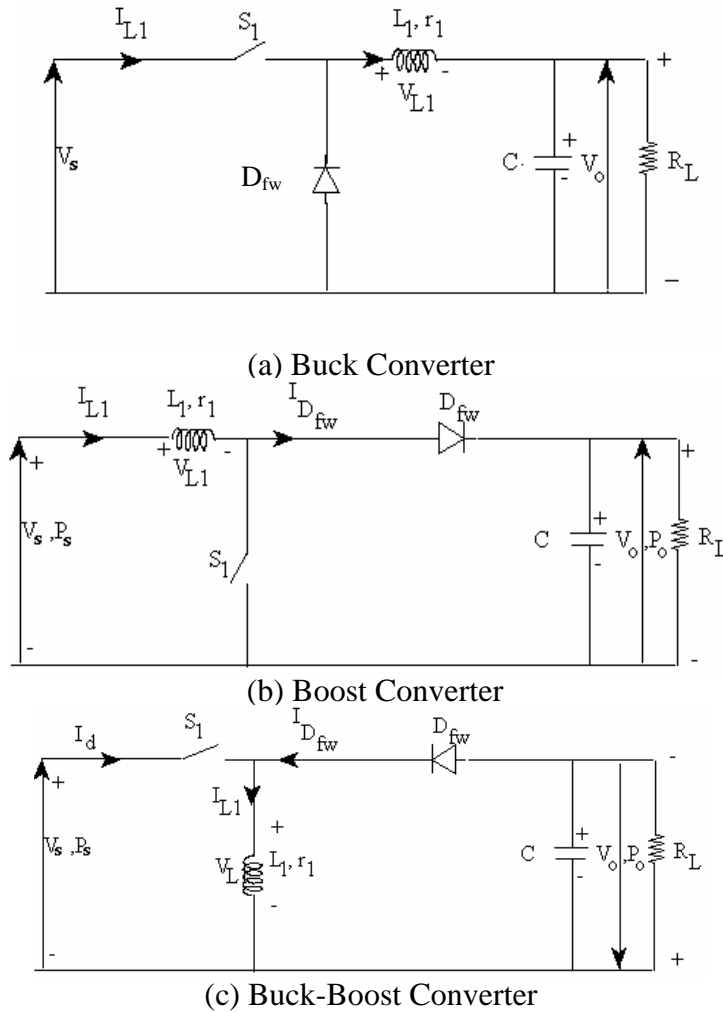 I_L1 S_1 L_1, r_1
+ - +
V_L1
V_s D_fw C + V_o R_L
-
−
(a) Buck Converter
I_L1 L_1, r_1 I_D_fw D_fw
+ + - +
V_L1
V_s ,P_s S_1 C + V_o ,P_o R_L
-
- -
(b) Boost Converter
I_d S_1 I_D_fw D_fw
+ I_L1 -
+ +
V_s ,P_s V_L L_1, r_1 C V_o ,P_o R_L
- -
- +
(c) Buck-Boost Converter